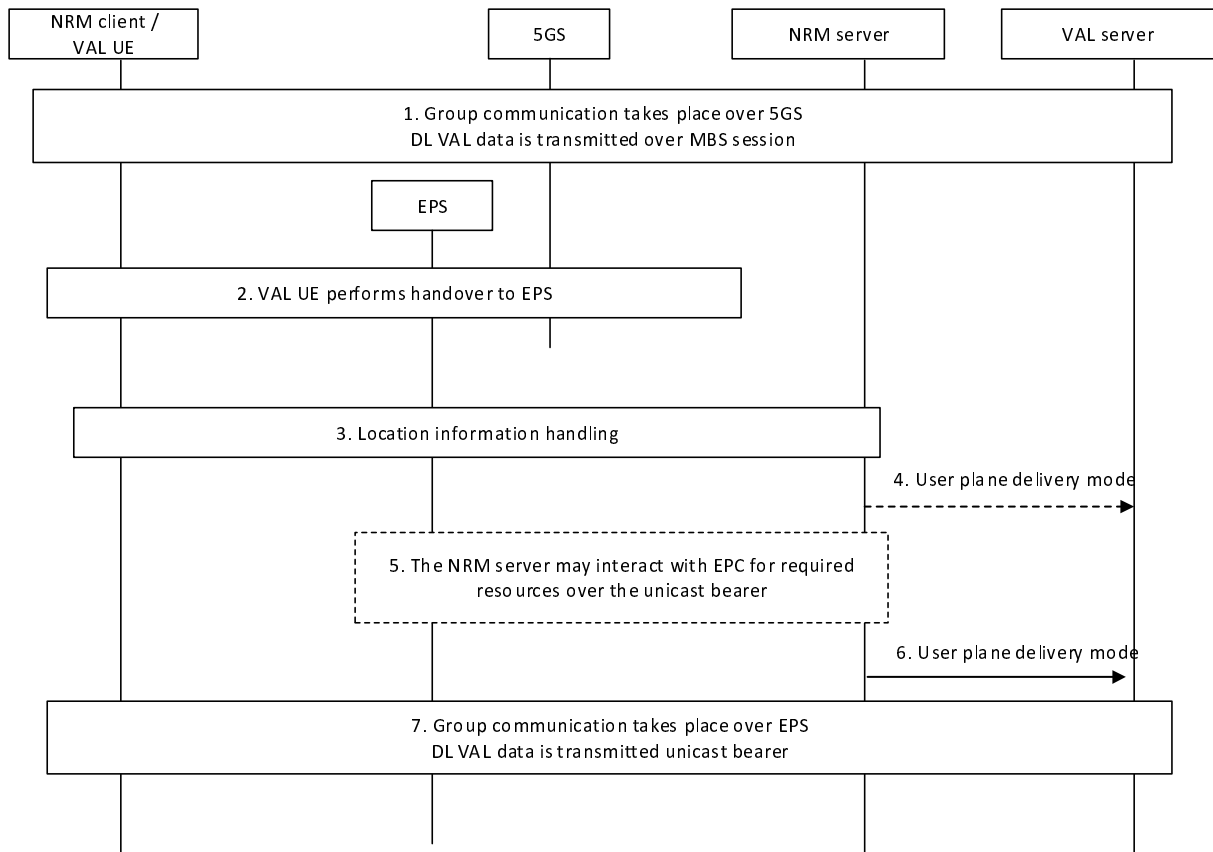 NRM client /
VAL UE
5GS
NRM server
VAL server
1. Group communication takes place over 5GS
DL VAL data is transmitted over MBS session
EPS
2. VAL UE performs handover to EPS
3. Location information handling
4. User plane delivery mode
5. The NRM server may interact with EPC for required
resources over the unicast bearer
6. User plane delivery mode
7. Group communication takes place over EPS
DL VAL data is transmitted unicast bearer